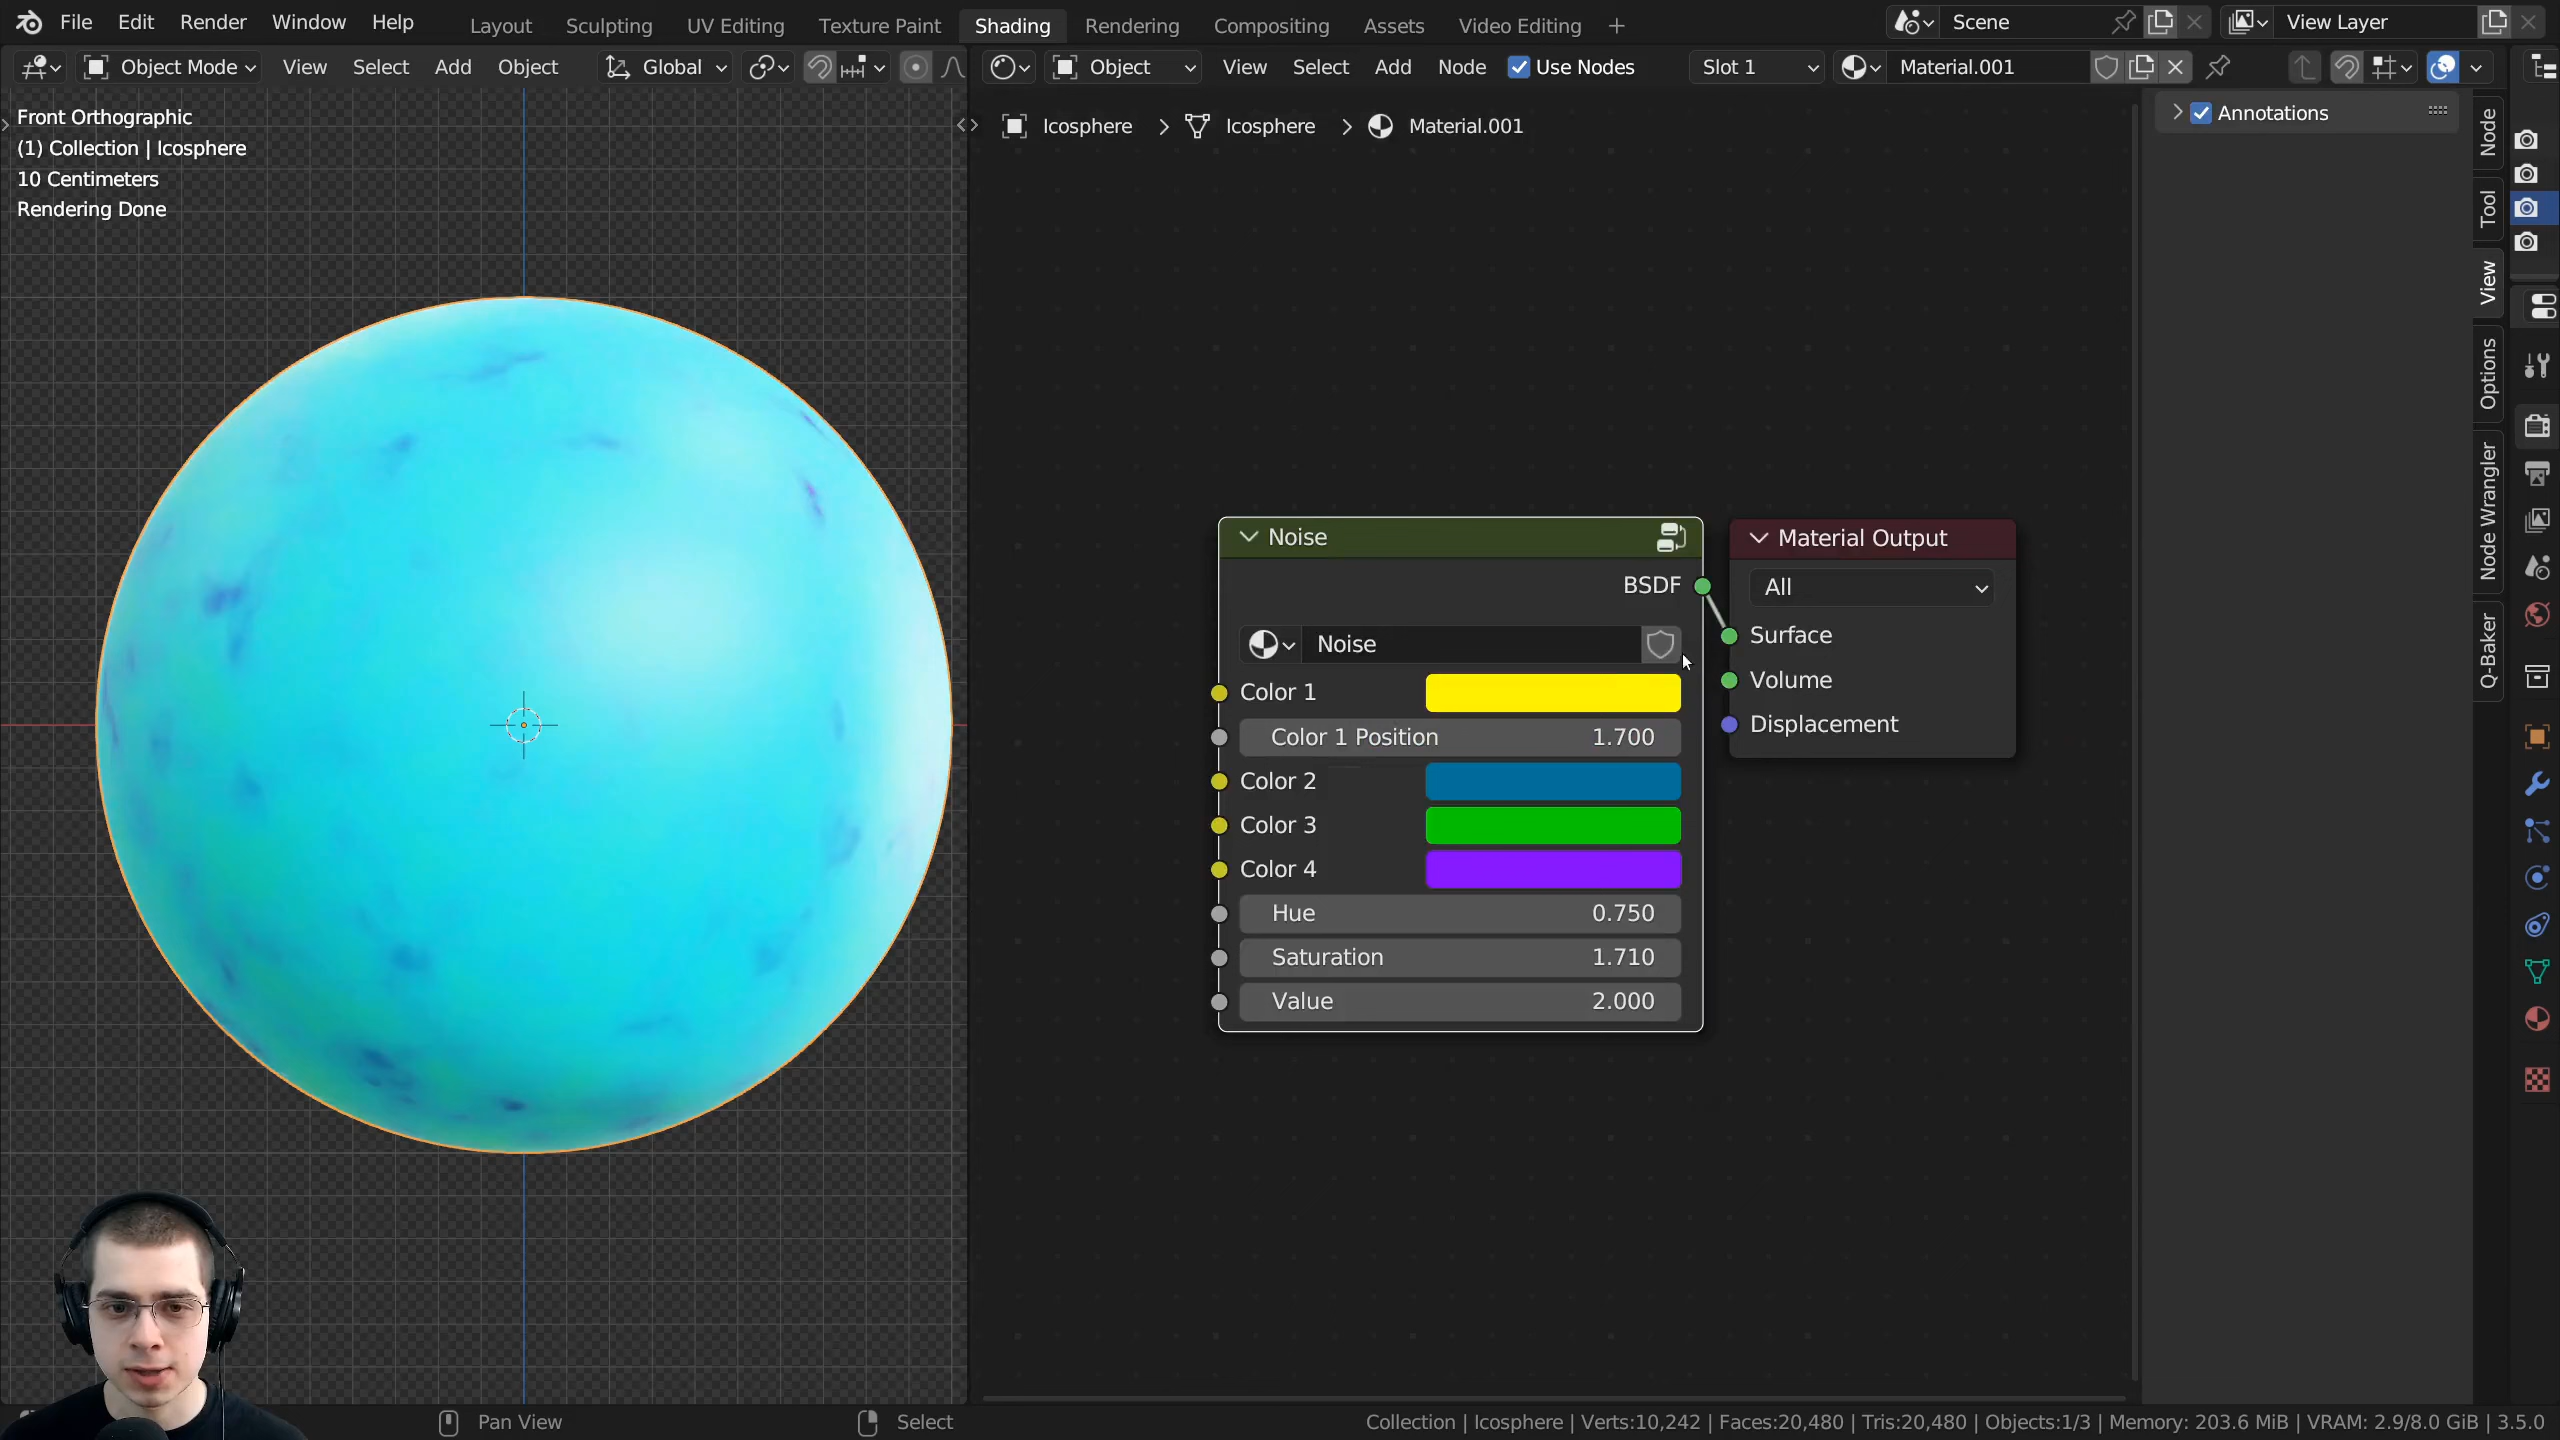 File Edit Render Window Help Layout Sculpting UV Editing Texture Paint Shading Rendering Compositing Assets Video Editing + Scene View Layer
Object Mode View Select Add Object Global Object View Select Add Node Use Nodes Slot 1 Material.001
Front Orthographic
(1) Collection | Icosphere
10 Centimeters
Rendering Done
Icosphere > Icosphere > Material.001
Annotations
Node
Tool
View
Options
Node Wrangler
Q-Baker
Noise
BSDF
Noise
Color 1
Color 1 Position 1.700
Color 2
Color 3
Color 4
Hue 0.750
Saturation 1.710
Value 2.000
Material Output
All
Surface
Volume
Displacement
Pan View Select Collection | Icosphere | Verts:10,242 | Faces:20,480 | Tris:20,480 | Objects:1/3 | Memory: 203.6 MiB | VRAM: 2.9/8.0 GiB | 3.5.0